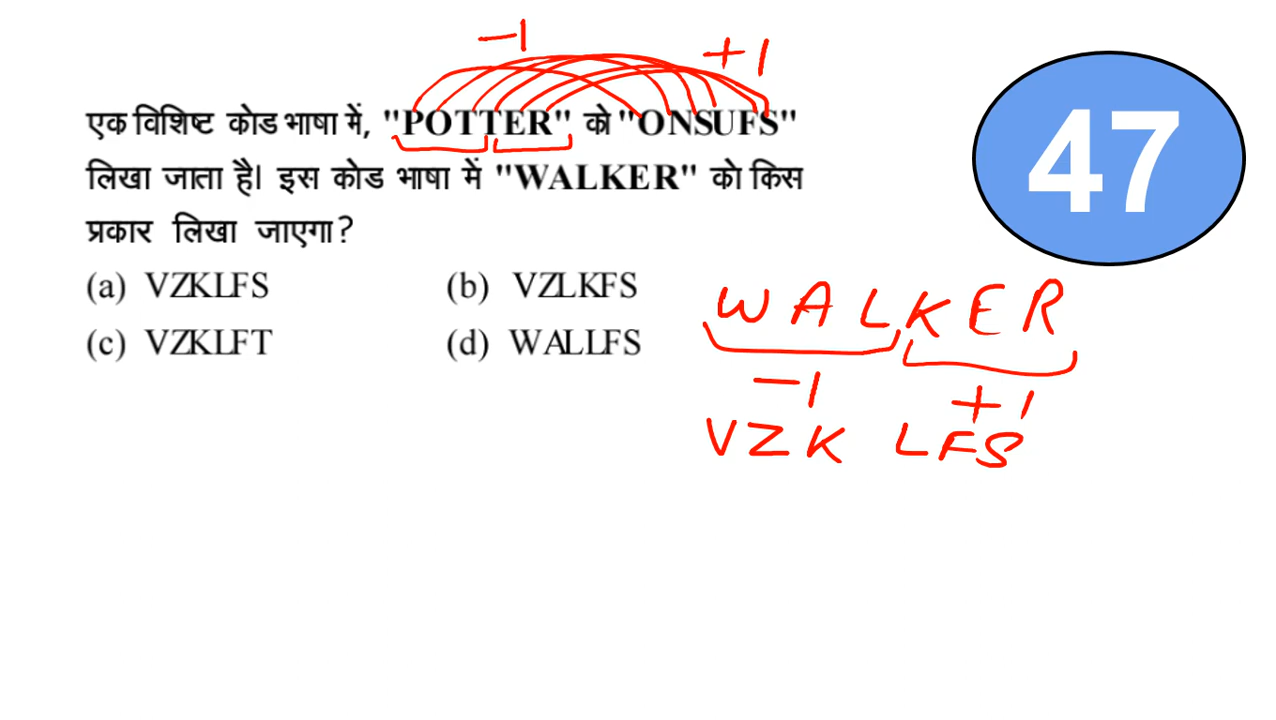 -1 +1
एक विशिष्ट कोड भाषा में, "POTTER" को "ONSUFS"
लिखा जाता है। इस कोड भाषा में "WALKER" को किस
प्रकार लिखा जाएगा?
(a) VZKLFS (b) VZLKFS
(c) VZKLFT (d) WALLFS
47
WALKER
-1 +1
VZK LFS